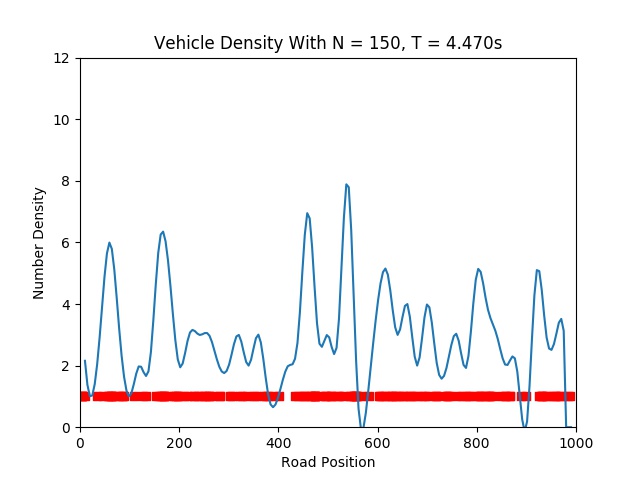 Vehicle Density With N = 150, T = 4.470s
12
10
8
6
4
2
0
Number Density
0 200 400 600 800 1000
Road Position